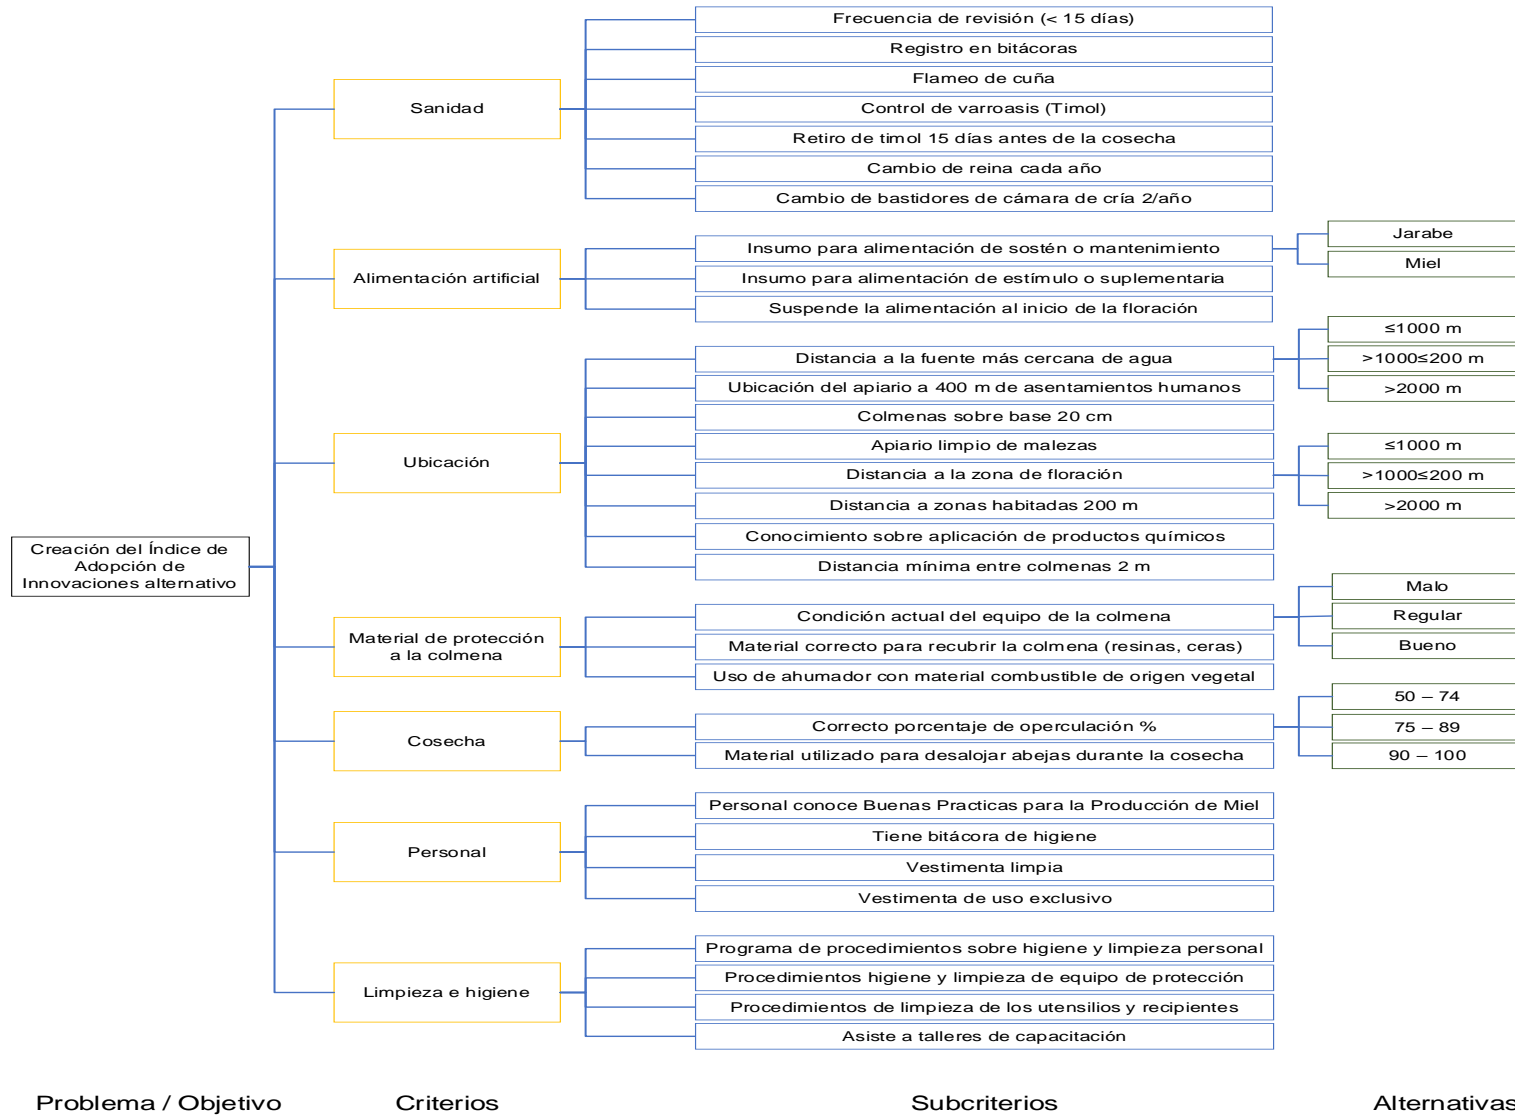 Frecuencia de revisión (< 15 días)
Registro en bitácoras
Flameo de cuña
Sanidad
Control de varroasis (Timol)
Retiro de timol 15 días antes de la cosecha
Cambio de reina cada año
Cambio de bastidores de cámara de cría 2/año
Alimentación artificial
Insumo para alimentación de sostén o mantenimiento
Jarabe
Miel
Insumo para alimentación de estímulo o suplementaria
Suspende la alimentación al inicio de la floración
Ubicación
Distancia a la fuente más cercana de agua
≤1000 m
>1000≤200 m
>2000 m
Ubicación del apiario a 400 m de asentamientos humanos
Colmenas sobre base 20 cm
Apiario limpio de malezas
Distancia a la zona de floración
≤1000 m
>1000≤200 m
>2000 m
Distancia a zonas habitadas 200 m
Conocimiento sobre aplicación de productos químicos
Distancia mínima entre colmenas 2 m
Creación del Índice de
Adopción de
Innovaciones alternativo
Material de protección
a la colmena
Condición actual del equipo de la colmena
Malo
Regular
Bueno
Material correcto para recubrir la colmena (resinas, ceras)
Uso de ahumador con material combustible de origen vegetal
Cosecha
Correcto porcentaje de operculación %
50 – 74
75 – 89
90 – 100
Material utilizado para desalojar abejas durante la cosecha
Personal
Personal conoce Buenas Practicas para la Producción de Miel
Tiene bitácora de higiene
Vestimenta limpia
Vestimenta de uso exclusivo
Limpieza e higiene
Programa de procedimientos sobre higiene y limpieza personal
Procedimientos higiene y limpieza de equipo de protección
Procedimientos de limpieza de los utensilios y recipientes
Asiste a talleres de capacitación
Problema / Objetivo
Criterios
Subcriterios
Alternativas